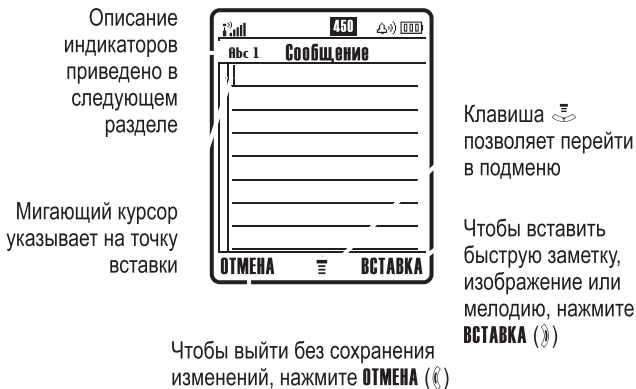 Описание
индикаторов
приведено в
следующем
разделе
Мигающий курсор
указывает на точку
вставки
450
Abc 1 Сообщение
ОТМЕНА ВСТАВКА
Клавиша
позволяет перейти
в подменю
Чтобы вставить
быструю заметку,
изображение или
мелодию, нажмите
ВСТАВКА ( )
Чтобы выйти без сохранения
изменений, нажмите ОТМЕНА ( )